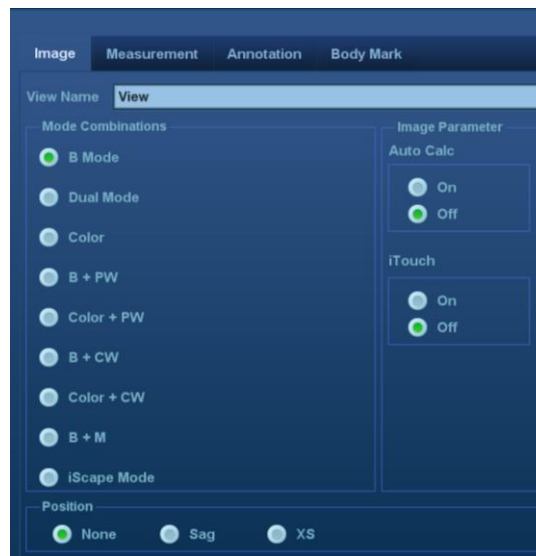 Image Measurement Annotation Body Mark
View Name View
Mode Combinations
B Mode
Dual Mode
Color
B + PW
Color + PW
B + CW
Color + CW
B + M
iScape Mode
Image Parameter
Auto Calc
On
Off
iTouch
On
Off
Position
None Sag XS